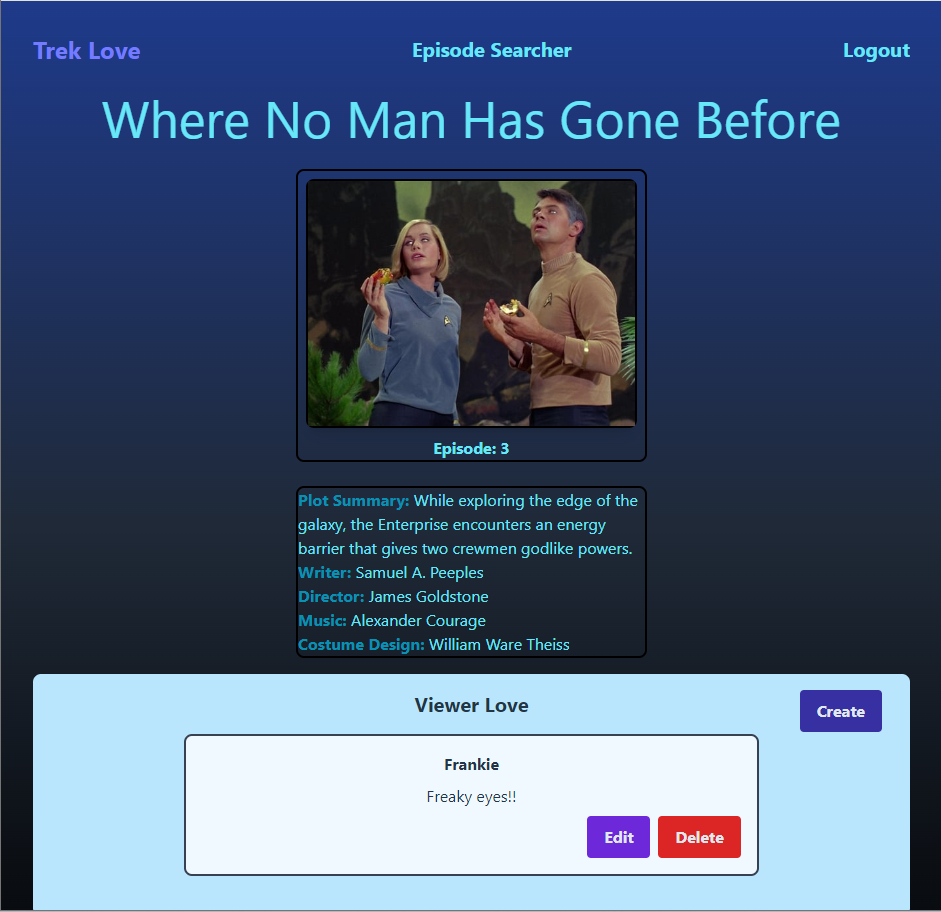 Trek Love Episode Searcher Logout
Where No Man Has Gone Before
Episode: 3
Plot Summary: While exploring the edge of the
galaxy, the Enterprise encounters an energy
barrier that gives two crewmen godlike powers.
Writer: Samuel A. Peeples
Director: James Goldstone
Music: Alexander Courage
Costume Design: William Ware Theiss
Viewer Love Create
Frankie
Freaky eyes!!
Edit Delete